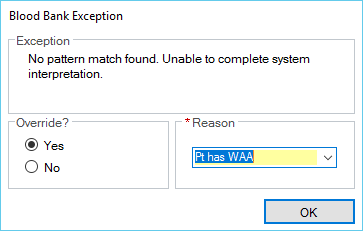 Blood Bank Exception
Exception
No pattern match found. Unable to complete system
interpretation.
Override?
Yes
No
* Reason
Pt has WAA
OK